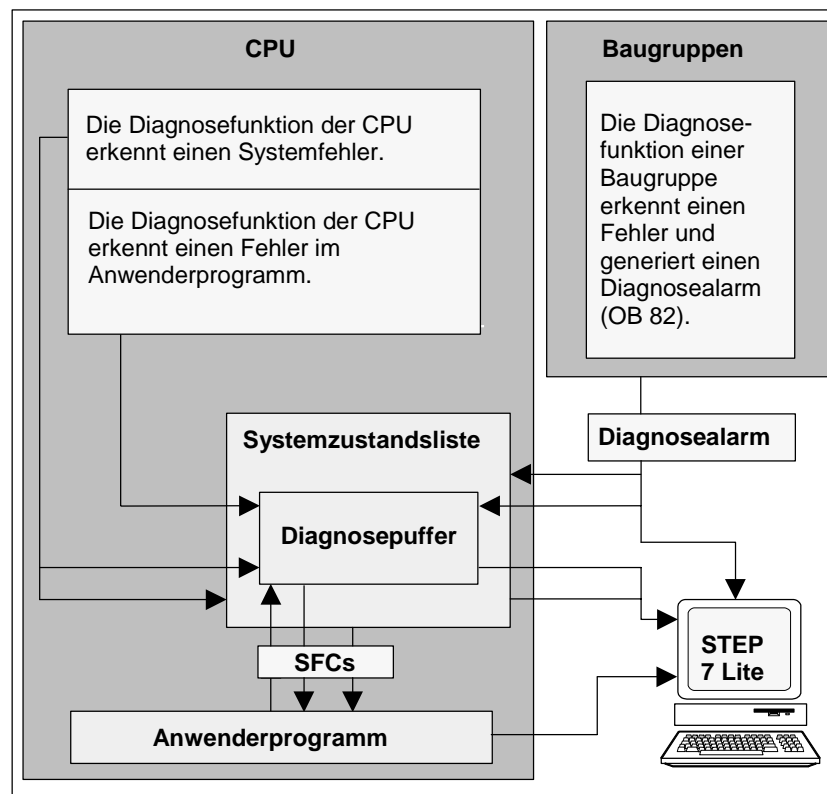 CPU
Die Diagnosefunktion der CPU
erkennt einen Systemfehler.
Die Diagnosefunktion der CPU
erkennt einen Fehler im
Anwenderprogramm.
Baugruppen
Die Diagnose-
funktion einer
Baugruppe
erkennt einen
Fehler und
generiert einen
Diagnosealarm
(OB 82).
Systemzustandsliste
Diagnosealarm
Diagnosepuffer
SFCs
STEP
7 Lite
Anwenderprogramm